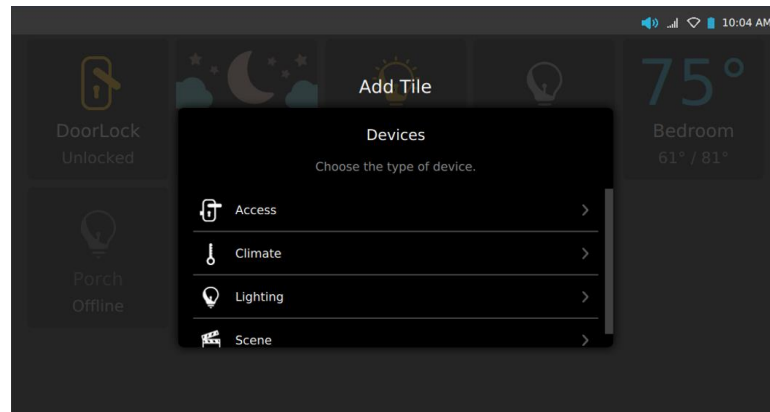 10:04 AM
Add Tile
75°
DoorLock
Unlocked
Bedroom
61° / 81°
Devices
Choose the type of device.
Access
Climate
Lighting
Scene
Porch
Offline